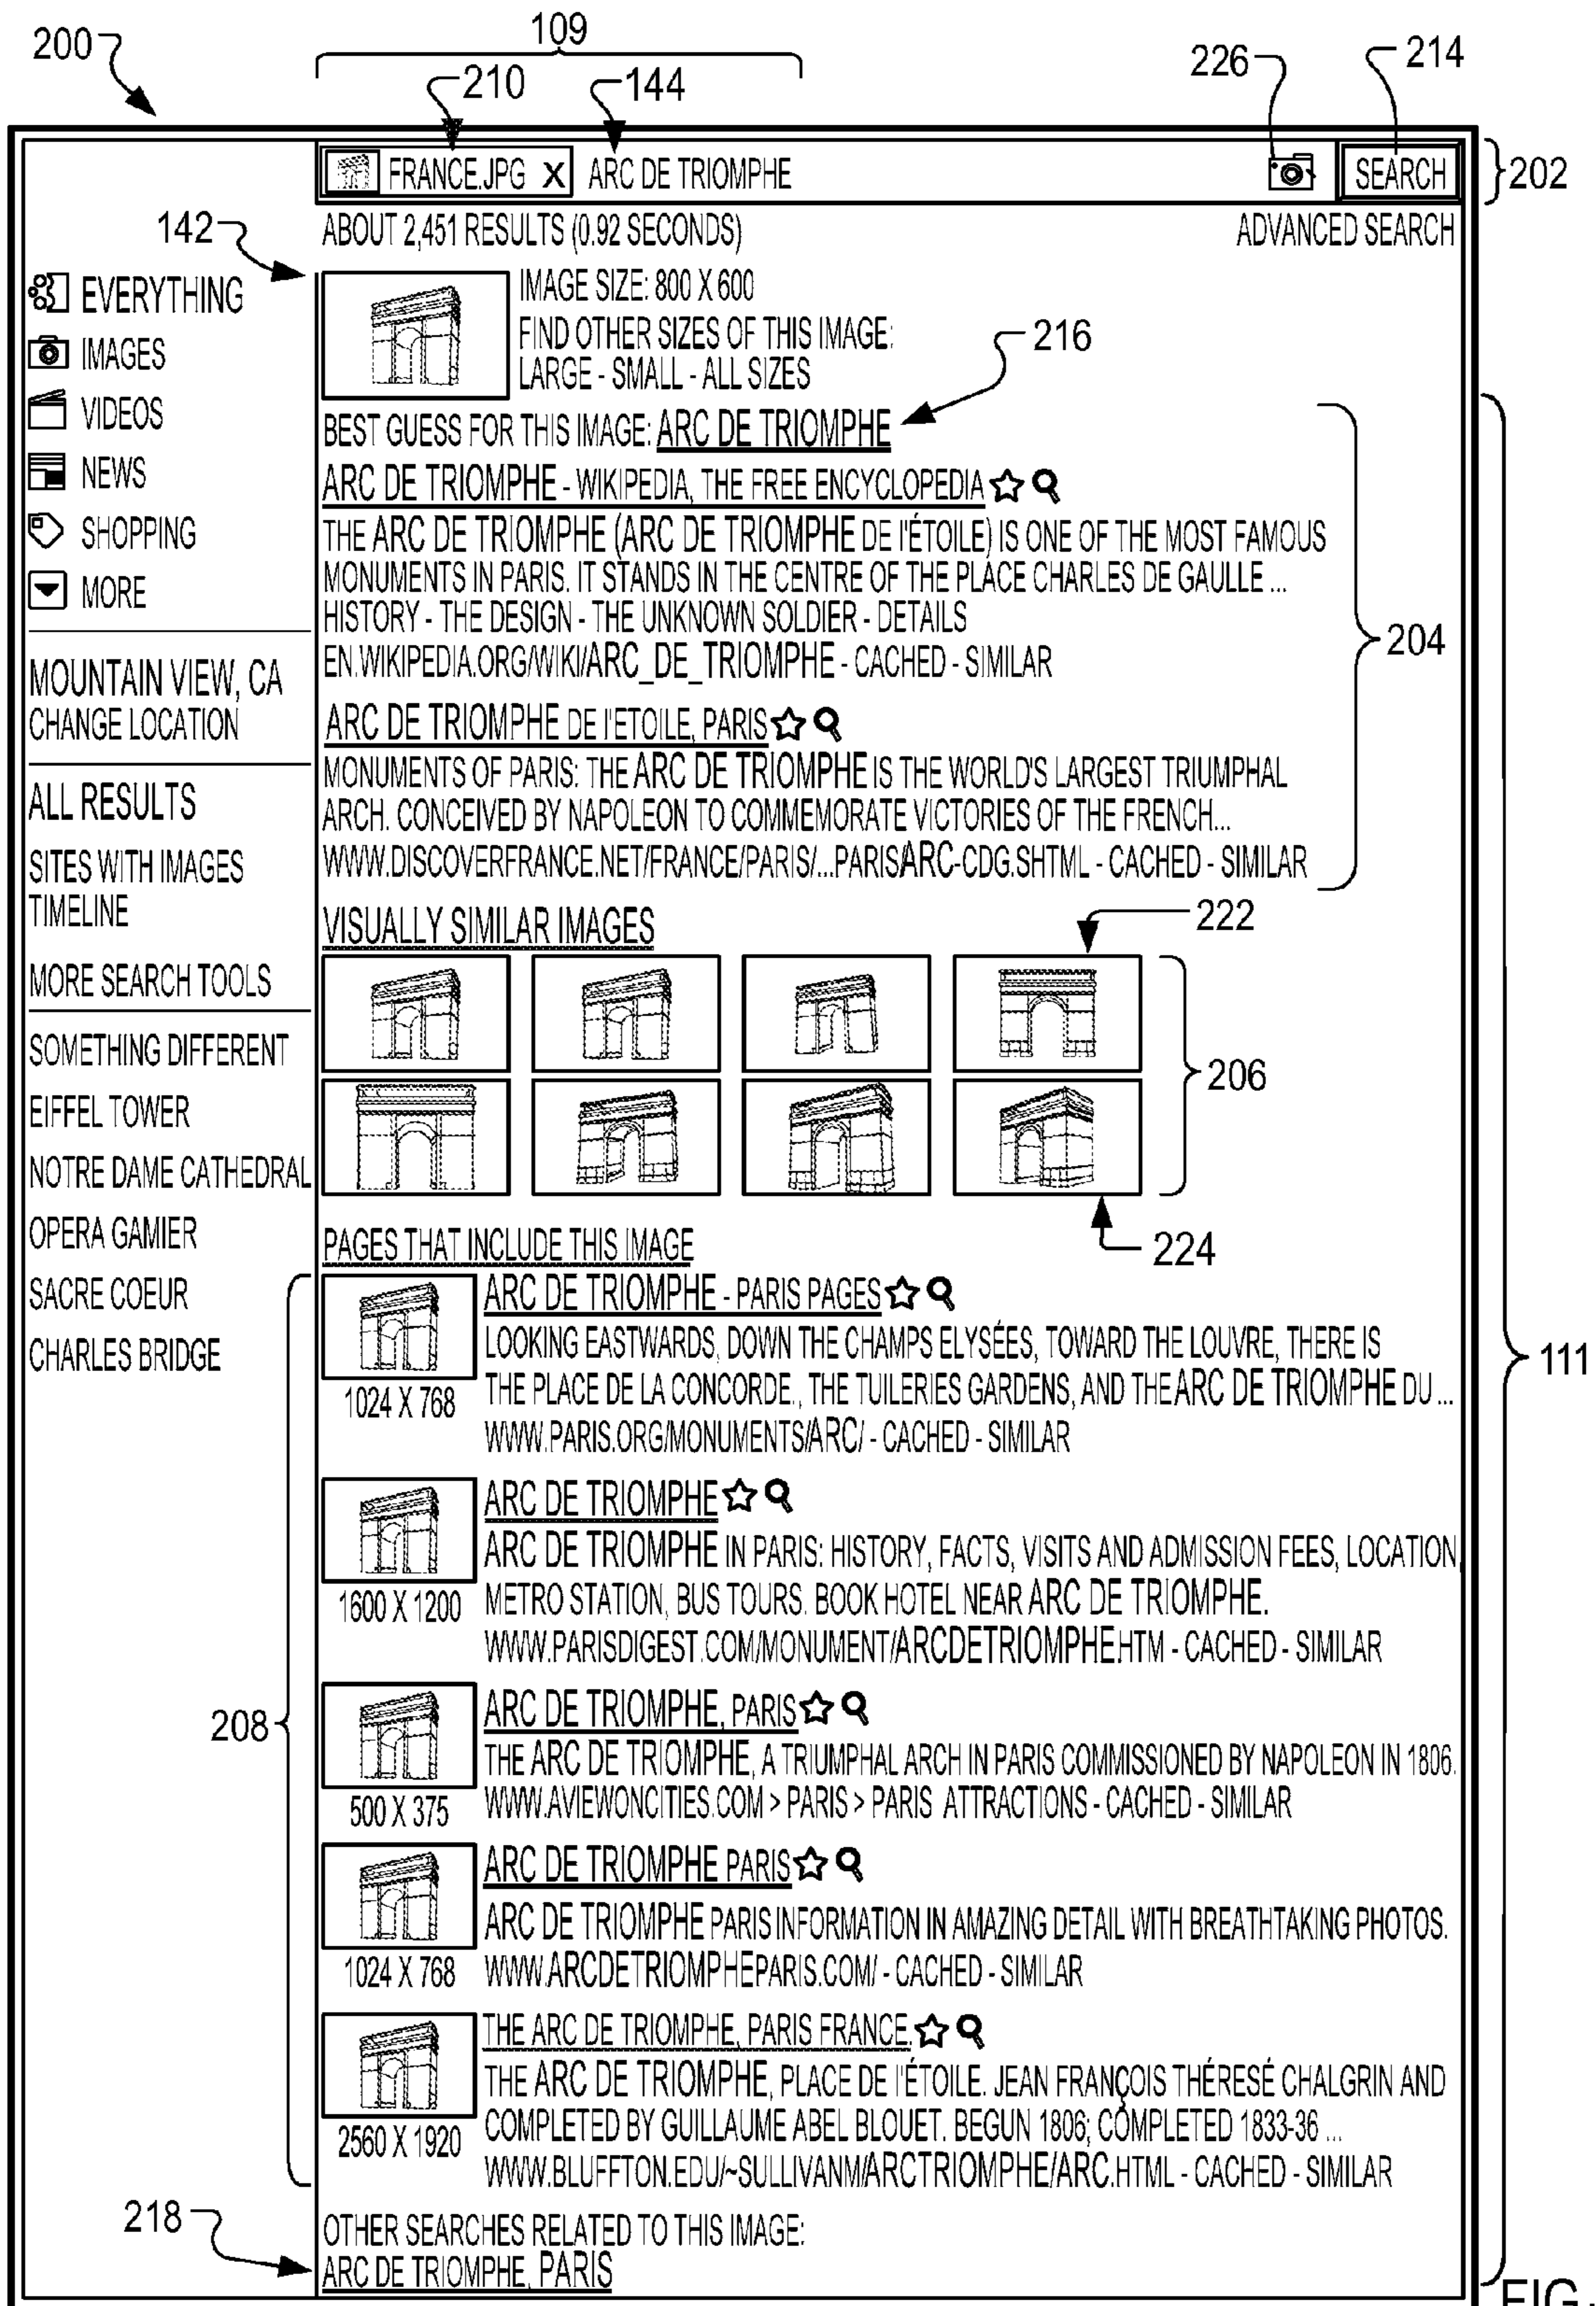 200
109
210
144
226
214
FRANCE.JPG X ARC DE TRIOMPHE
SEARCH
202
142
ABOUT 2,451 RESULTS (0.92 SECONDS)
ADVANCED SEARCH
EVERYTHING
IMAGES
VIDEOS
NEWS
SHOPPING
MORE
MOUNTAIN VIEW, CA
CHANGE LOCATION
ALL RESULTS
SITES WITH IMAGES
TIMELINE
MORE SEARCH TOOLS
SOMETHING DIFFERENT
EIFFEL TOWER
NOTRE DAME CATHEDRAL
OPERA GAMIER
SACRE COEUR
CHARLES BRIDGE
IMAGE SIZE: 800 X 600
FIND OTHER SIZES OF THIS IMAGE:
LARGE - SMALL - ALL SIZES
216
BEST GUESS FOR THIS IMAGE: ARC DE TRIOMPHE
ARC DE TRIOMPHE - WIKIPEDIA, THE FREE ENCYCLOPEDIA
THE ARC DE TRIOMPHE (ARC DE TRIOMPHE DE l'ÉTOILE) IS ONE OF THE MOST FAMOUS
MONUMENTS IN PARIS. IT STANDS IN THE CENTRE OF THE PLACE CHARLES DE GAULLE ...
HISTORY - THE DESIGN - THE UNKNOWN SOLDIER - DETAILS
EN.WIKIPEDIA.ORG/WIKI/ARC_DE_TRIOMPHE - CACHED - SIMILAR
204
ARC DE TRIOMPHE DE l'ETOILE, PARIS
MONUMENTS OF PARIS: THE ARC DE TRIOMPHE IS THE WORLD'S LARGEST TRIUMPHAL
ARCH. CONCEIVED BY NAPOLEON TO COMMEMORATE VICTORIES OF THE FRENCH...
WWW.DISCOVERFRANCE.NET/FRANCE/PARIS/...PARIS/ARC-CDG.SHTML - CACHED - SIMILAR
VISUALLY SIMILAR IMAGES
222
206
224
PAGES THAT INCLUDE THIS IMAGE
111
208
ARC DE TRIOMPHE - PARIS PAGES
LOOKING EASTWARDS, DOWN THE CHAMPS ELYSÉES, TOWARD THE LOUVRE, THERE IS
THE PLACE DE LA CONCORDE., THE TUILERIES GARDENS, AND THE ARC DE TRIOMPHE DU ...
1024 X 768
WWW.PARIS.ORG/MONUMENTS/ARC/ - CACHED - SIMILAR
ARC DE TRIOMPHE
ARC DE TRIOMPHE IN PARIS: HISTORY, FACTS, VISITS AND ADMISSION FEES, LOCATION,
1600 X 1200
METRO STATION, BUS TOURS. BOOK HOTEL NEAR ARC DE TRIOMPHE.
WWW.PARISDIGEST.COM/MONUMENT/ARCDETRIOMPHE.HTM - CACHED - SIMILAR
ARC DE TRIOMPHE, PARIS
THE ARC DE TRIOMPHE, A TRIUMPHAL ARCH IN PARIS COMMISSIONED BY NAPOLEON IN 1806.
500 X 375
WWW.AVIEWONCITIES.COM > PARIS > PARIS ATTRACTIONS - CACHED - SIMILAR
ARC DE TRIOMPHE PARIS
ARC DE TRIOMPHE PARIS INFORMATION IN AMAZING DETAIL WITH BREATHTAKING PHOTOS.
1024 X 768
WWW.ARCDETRIOMPHEPARIS.COM/ - CACHED - SIMILAR
THE ARC DE TRIOMPHE, PARIS FRANCE.
THE ARC DE TRIOMPHE, PLACE DE l'ÉTOILE. JEAN FRANÇOIS THÉRESÉ CHALGRIN AND
2560 X 1920
COMPLETED BY GUILLAUME ABEL BLOUET. BEGUN 1806; COMPLETED 1833-36 ...
WWW.BLUFFTON.EDU/~SULLIVANM/ARCTRIOMPHE/ARC.HTML - CACHED - SIMILAR
218
OTHER SEARCHES RELATED TO THIS IMAGE:
ARC DE TRIOMPHE, PARIS